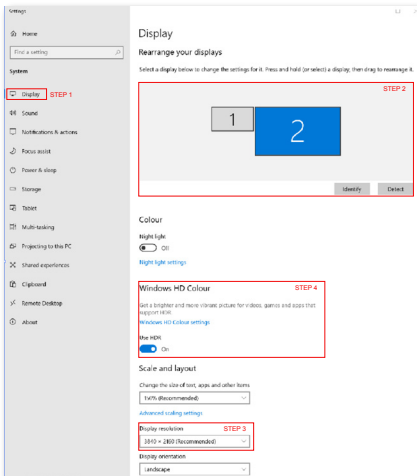 Settings
Home
Find a setting
System
Display STEP 1
Sound
Notifications & actions
Focus assist
Power & sleep
Storage
Tablet
Multi-tasking
Projecting to this PC
Shared experiences
Clipboard
Remote Desktop
About
Display
Rearrange your displays
Select a display below to change the settings for it. Press and hold (or select) a display, then drag to rearrange it.
STEP 2
1
2
Identify
Detect
Colour
Night light
Off
Night light settings
Windows HD Colour STEP 4
Get a brighter and more vibrant picture for videos, games and apps that
support HDR.
Windows HD Colour settings
Use HDR
On
Scale and layout
Change the size of text, apps and other items
(Recommended)
Advanced scaling settings
Display resolution STEP 3
3840 × 2160 (Recommended)
Display orientation
Landscape